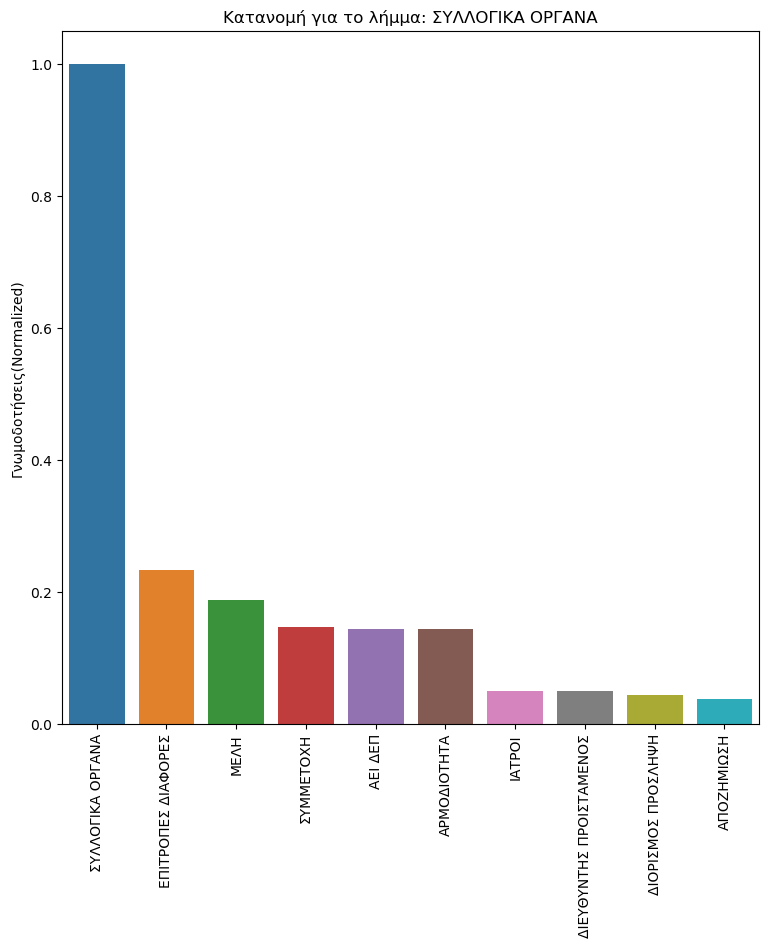 Κατανομή για το λήμμα: ΣΥΛΛΟΓΙΚΑ ΟΡΓΑΝΑ
Γνωμοδοτήσεις(Normalized)
1.0
0.8
0.6
0.4
0.2
0.0
ΣΥΛΛΟΓΙΚΑ ΟΡΓΑΝΑ
ΕΠΙΤΡΟΠΕΣ ΔΙΑΦΟΡΕΣ
ΜΕΛΗ
ΣΥΜΜΕΤΟΧΗ
ΑΕΙ ΔΕΠ
ΑΡΜΟΔΙΟΤΗΤΑ
ΙΑΤΡΟΙ
ΔΙΕΥΘΥΝΤΗΣ ΠΡΟΙΣΤΑΜΕΝΟΣ
ΔΙΟΡΙΣΜΟΣ ΠΡΟΣΛΗΨΗ
ΑΠΟΖΗΜΙΩΣΗ